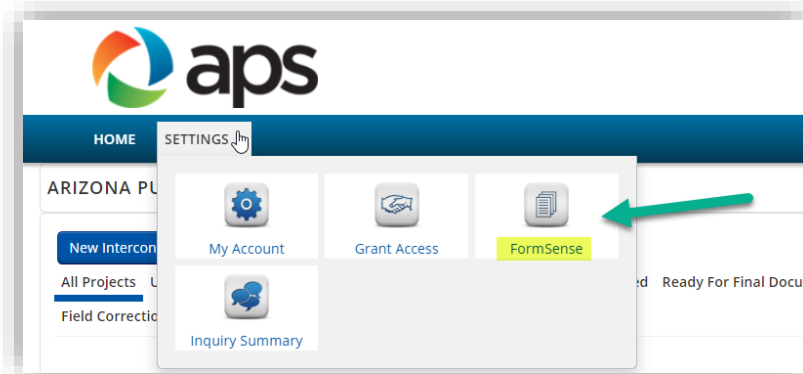 aps
HOME SETTINGS
ARIZONA PU
My Account Grant Access FormSense
New Intercon
All Projects U ed Ready For Final Docu
Field Correctio
Inquiry Summary